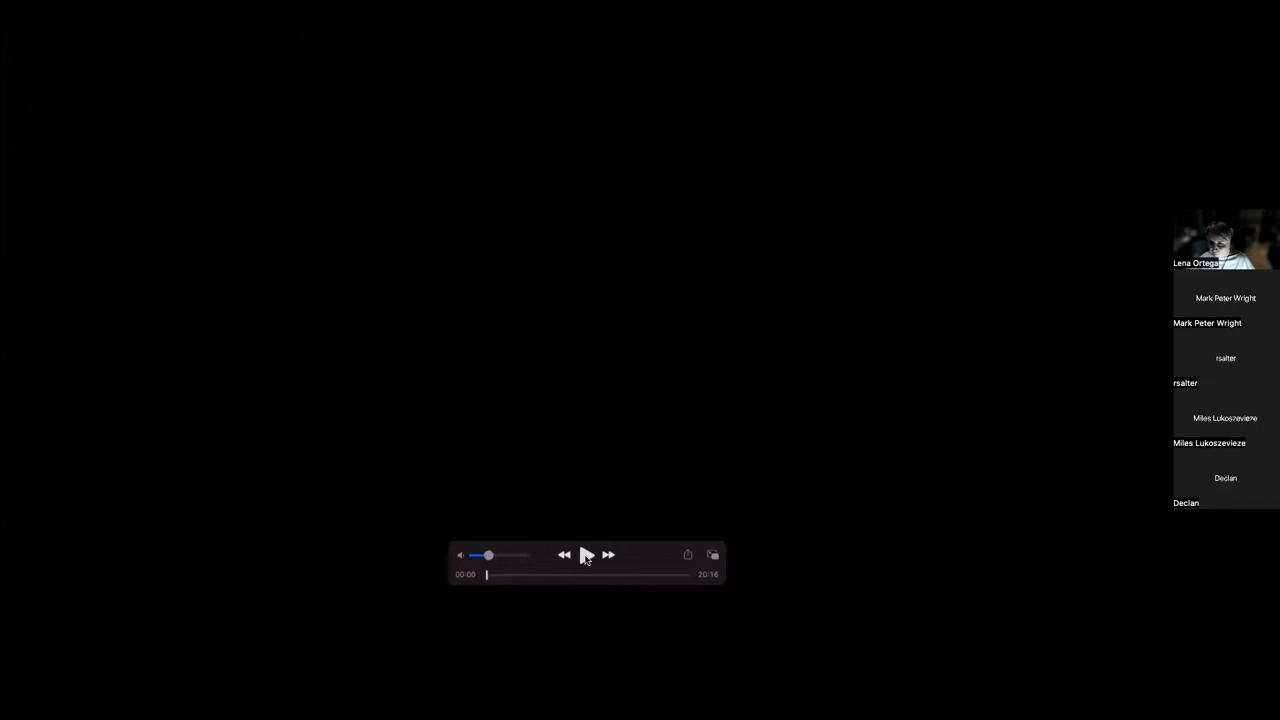 Lena Ortega
Mark Peter Wright
Mark Peter Wright
rsalter
rsalter
Miles Lukoszevieze
Miles Lukoszevieze
Declan
Declan
00:00
20:16